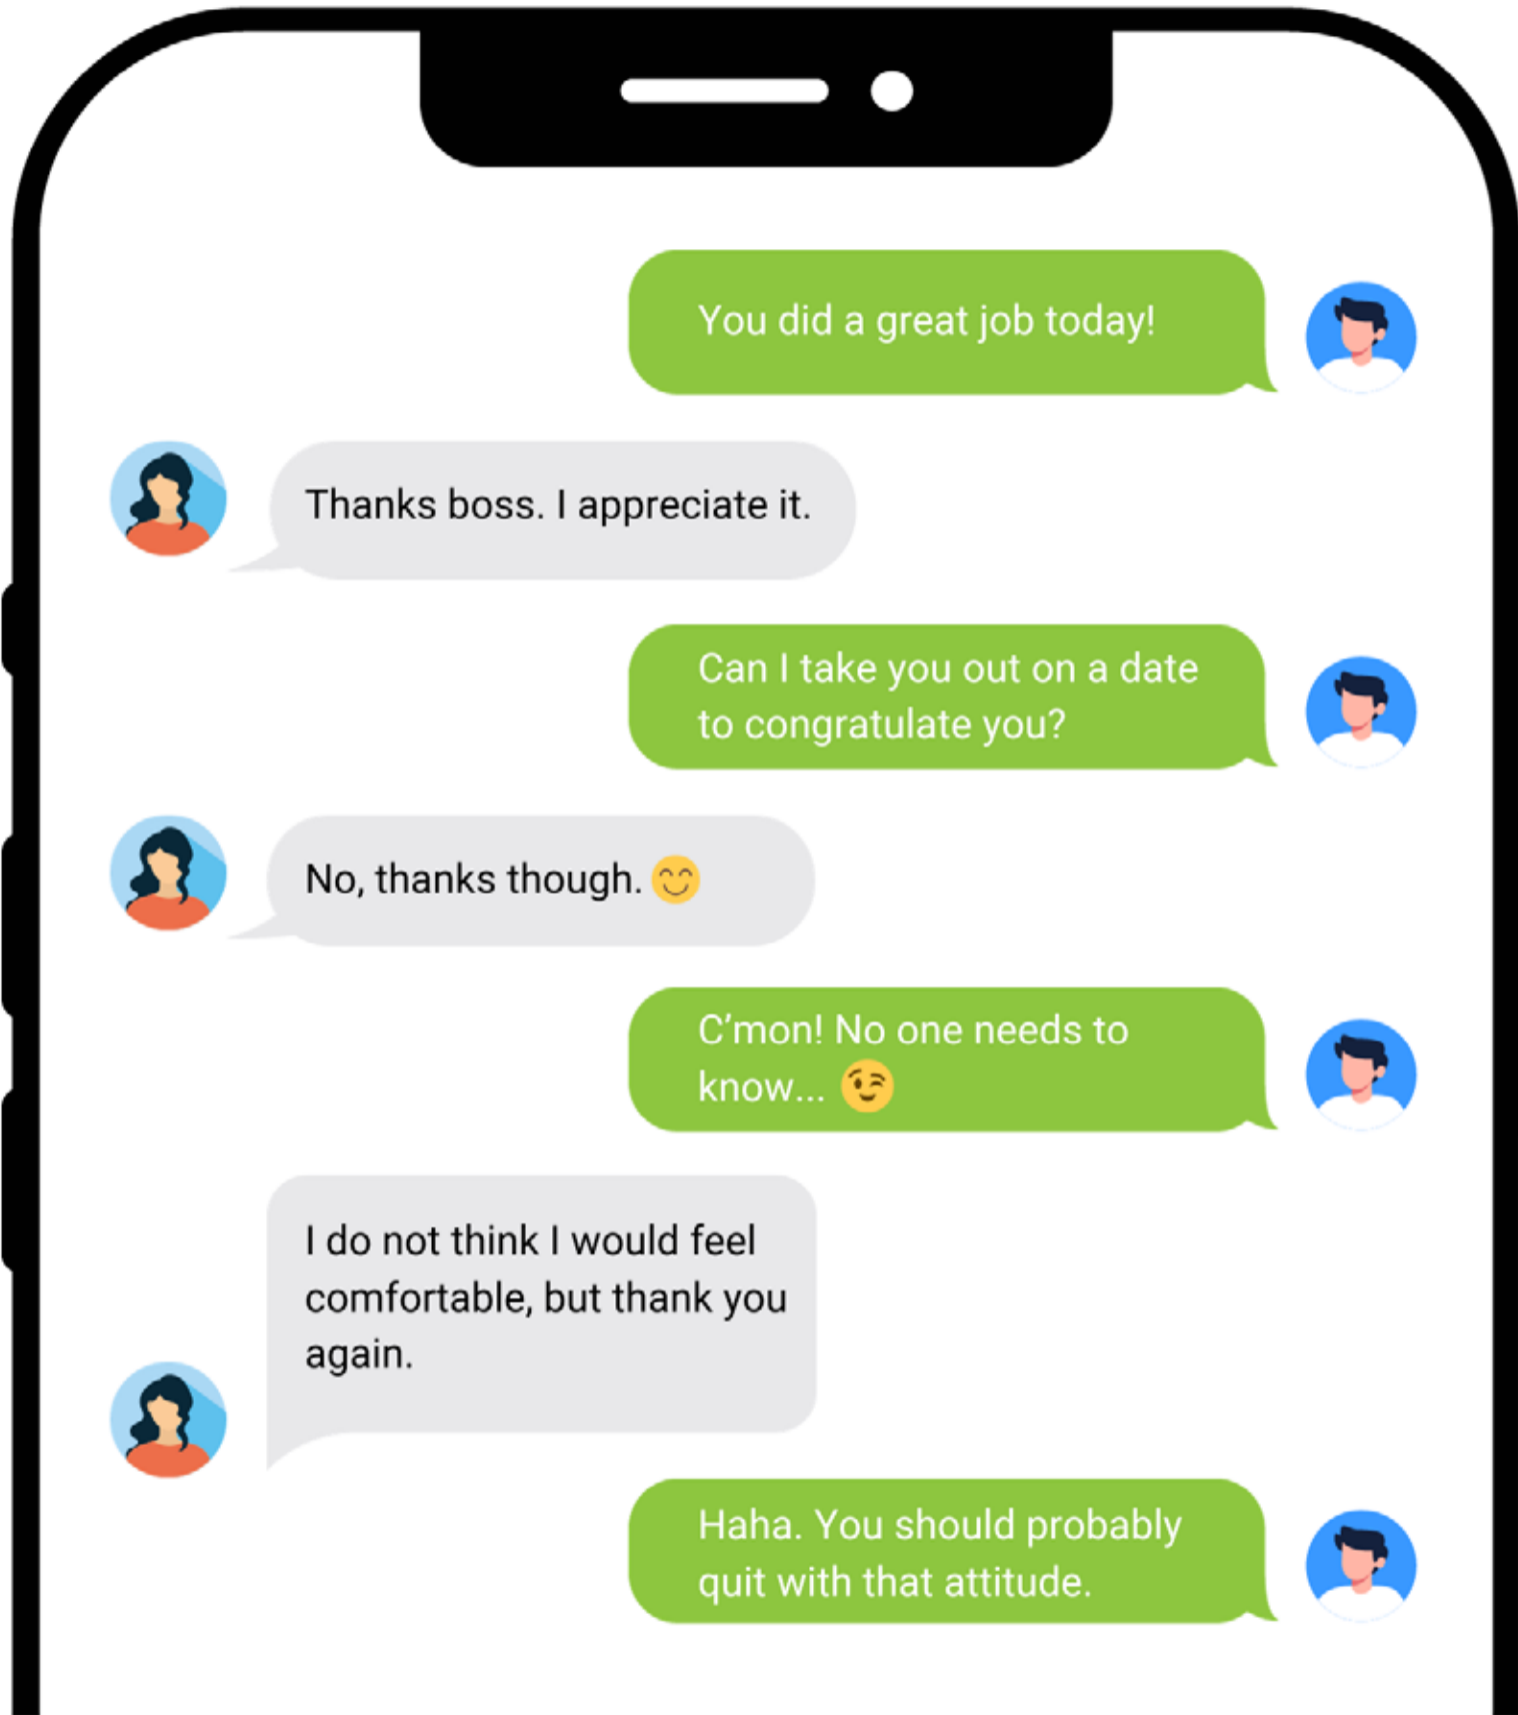 You did a great job today!
Thanks boss. I appreciate it.
Can I take you out on a date
to congratulate you?
No, thanks though. 😊
C’mon! No one needs to
know... 😉
I do not think I would feel
comfortable, but thank you
again.
Haha. You should probably
quit with that attitude.